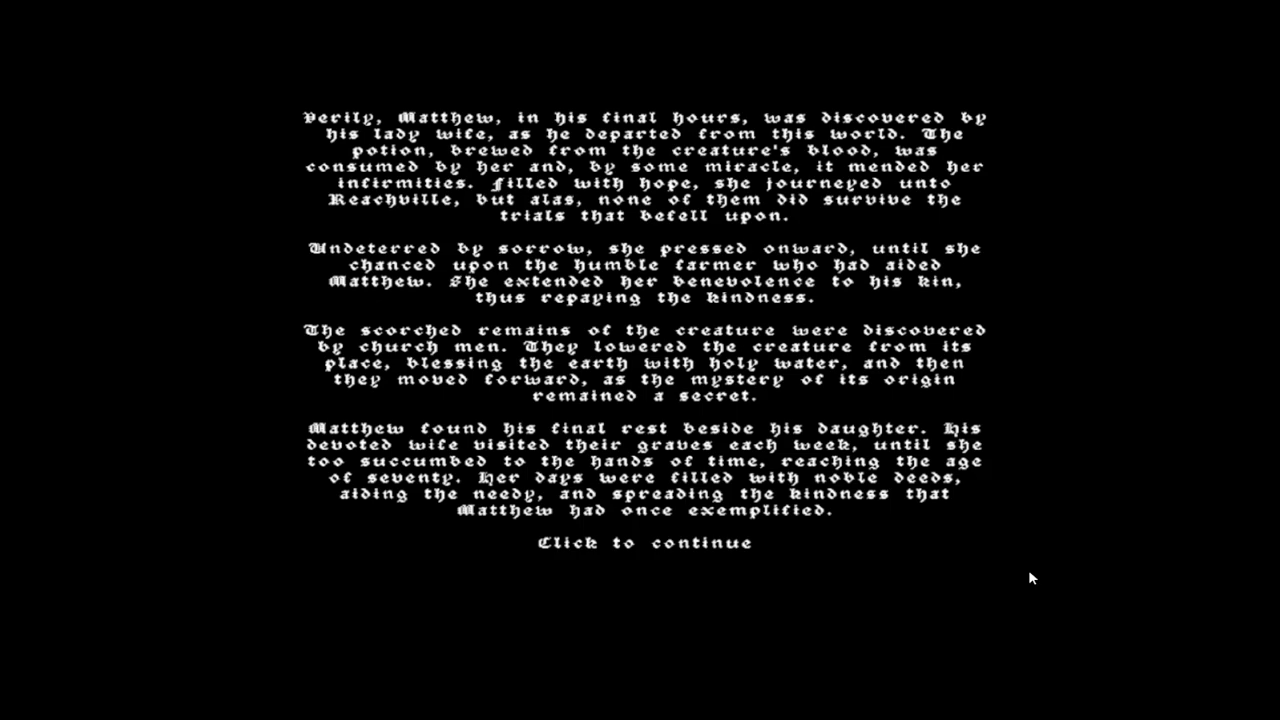 Verily, Matthew, in his final hours, was discovered by
his lady wife, as he departed from this world. The
potion, brewed from the creature's blood, was
consumed by her and, by some miracle, it mended her
infirmities. Filled with hope, she journeyed unto
Reachville, but alas, none of them did survive the
trials that befell upon.
Undeterred by sorrow, she pressed onward, until she
chanced upon the humble farmer who had aided
Matthew. She extended her benevolence to his kin,
thus repaying the kindness.
The scorched remains of the creature were discovered
by church men. They lowered the creature from its
place, blessing the earth with holy water, and then
they moved forward, as the mystery of its origin
remained a secret.
Matthew found his final rest beside his daughter. His
devoted wife visited their graves each week, until she
too succumbed to the hands of time, reaching the age
of seventy. Her days were filled with noble deeds,
aiding the needy, and spreading the kindness that
Matthew had once exemplified.
Click to continue